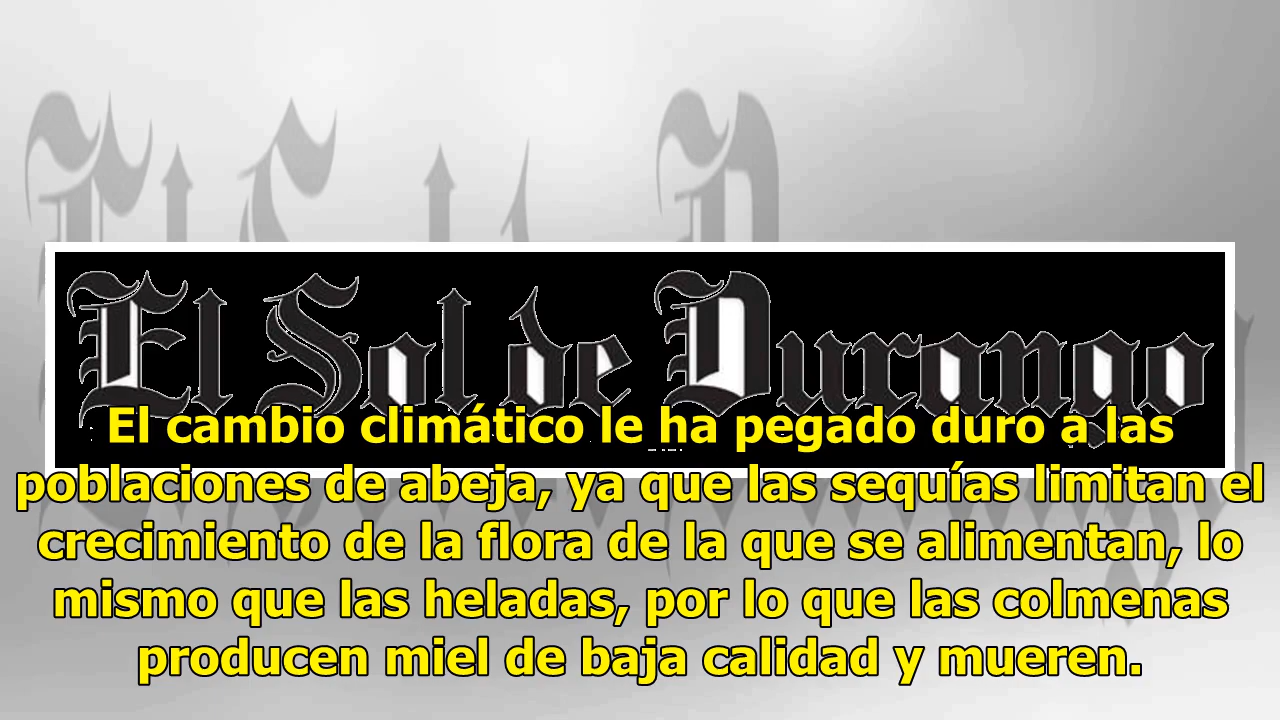 El Sol de Durango
El cambio climático le ha pegado duro a las
poblaciones de abeja, ya que las sequías limitan el
crecimiento de la flora de la que se alimentan, lo
mismo que las heladas, por lo que las colmenas
producen miel de baja calidad y mueren.